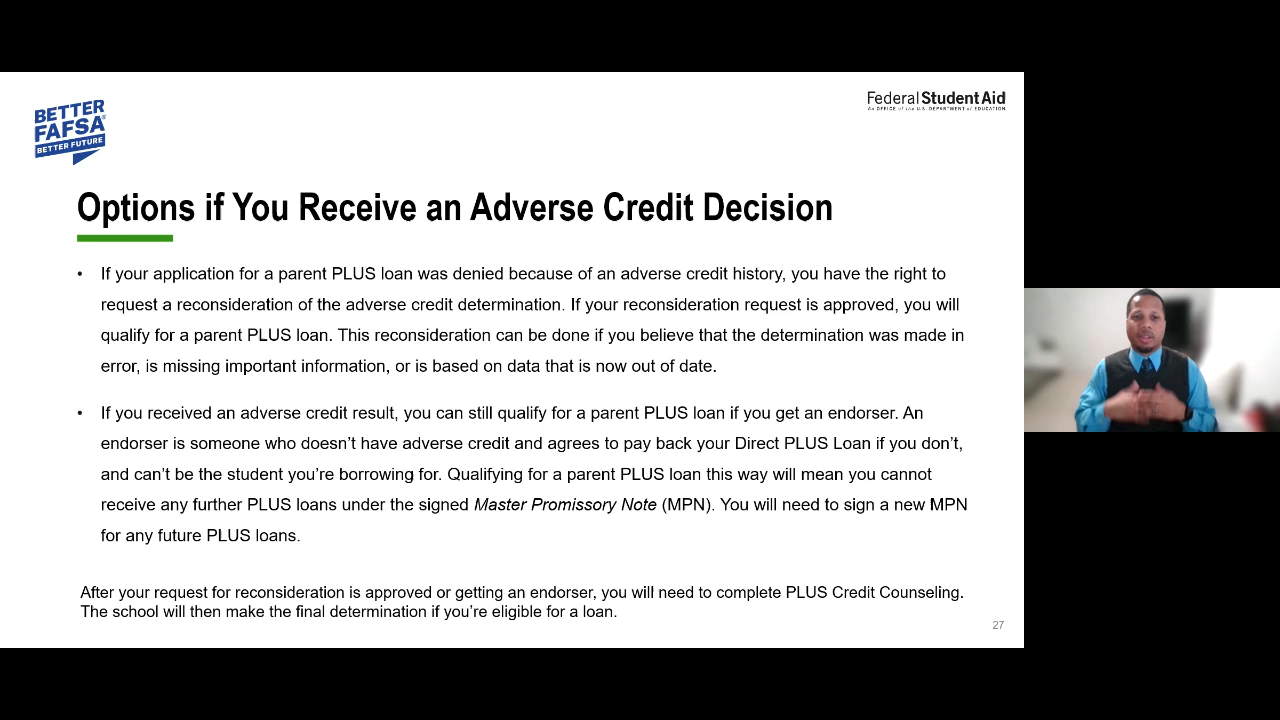 BETTER
FAFSA®
BETTER FUTURE
Federal Student Aid
An OFFICE of the U.S. DEPARTMENT of EDUCATION
Options if You Receive an Adverse Credit Decision
• If your application for a parent PLUS loan was denied because of an adverse credit history, you have the right to
request a reconsideration of the adverse credit determination. If your reconsideration request is approved, you will
qualify for a parent PLUS loan. This reconsideration can be done if you believe that the determination was made in
error, is missing important information, or is based on data that is now out of date.
• If you received an adverse credit result, you can still qualify for a parent PLUS loan if you get an endorser. An
endorser is someone who doesn’t have adverse credit and agrees to pay back your Direct PLUS Loan if you don’t,
and can’t be the student you’re borrowing for. Qualifying for a parent PLUS loan this way will mean you cannot
receive any further PLUS loans under the signed Master Promissory Note (MPN). You will need to sign a new MPN
for any future PLUS loans.
After your request for reconsideration is approved or getting an endorser, you will need to complete PLUS Credit Counseling.
The school will then make the final determination if you’re eligible for a loan.
27